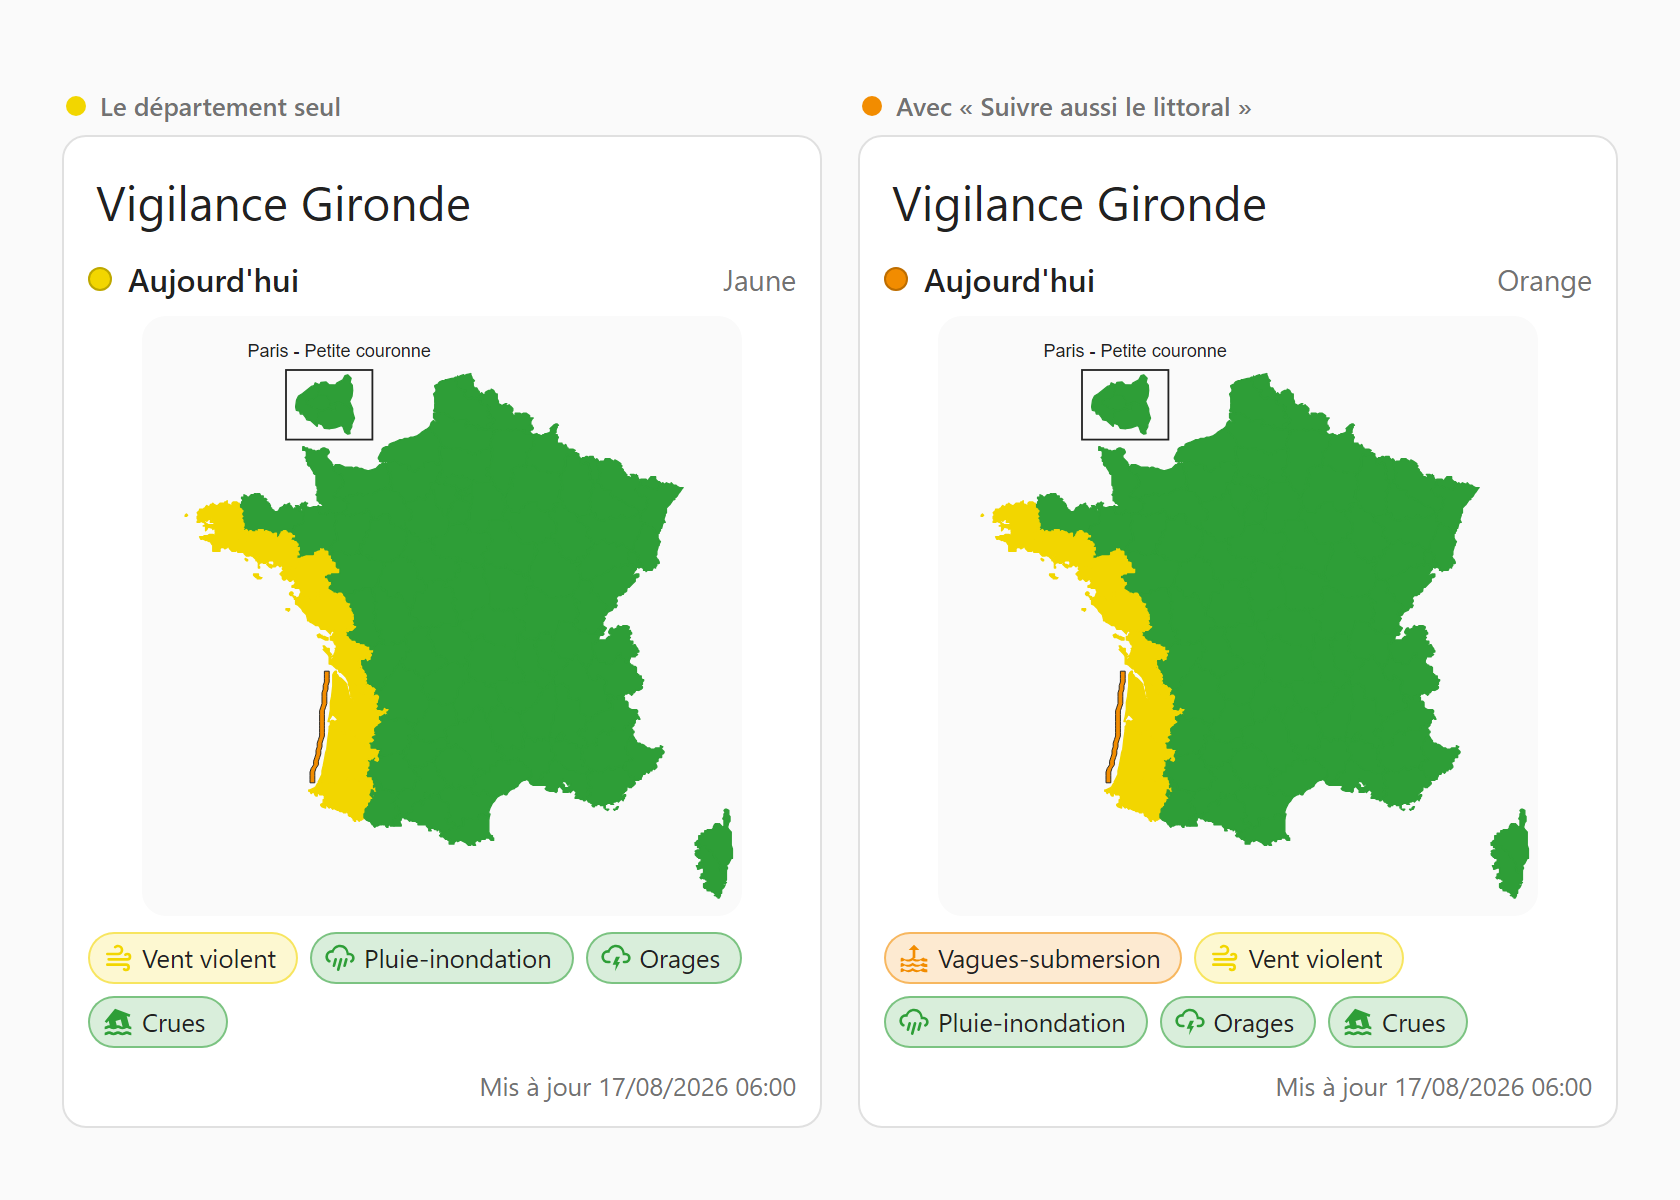 Le département seul
Vigilance Gironde
Aujourd'hui
Jaune
Paris - Petite couronne
Vent violent
Pluie-inondation
Orages
Crues
Mis à jour 17/08/2026 06:00
Avec « Suivre aussi le littoral »
Vigilance Gironde
Aujourd'hui
Orange
Paris - Petite couronne
Vagues-submersion
Vent violent
Pluie-inondation
Orages
Crues
Mis à jour 17/08/2026 06:00